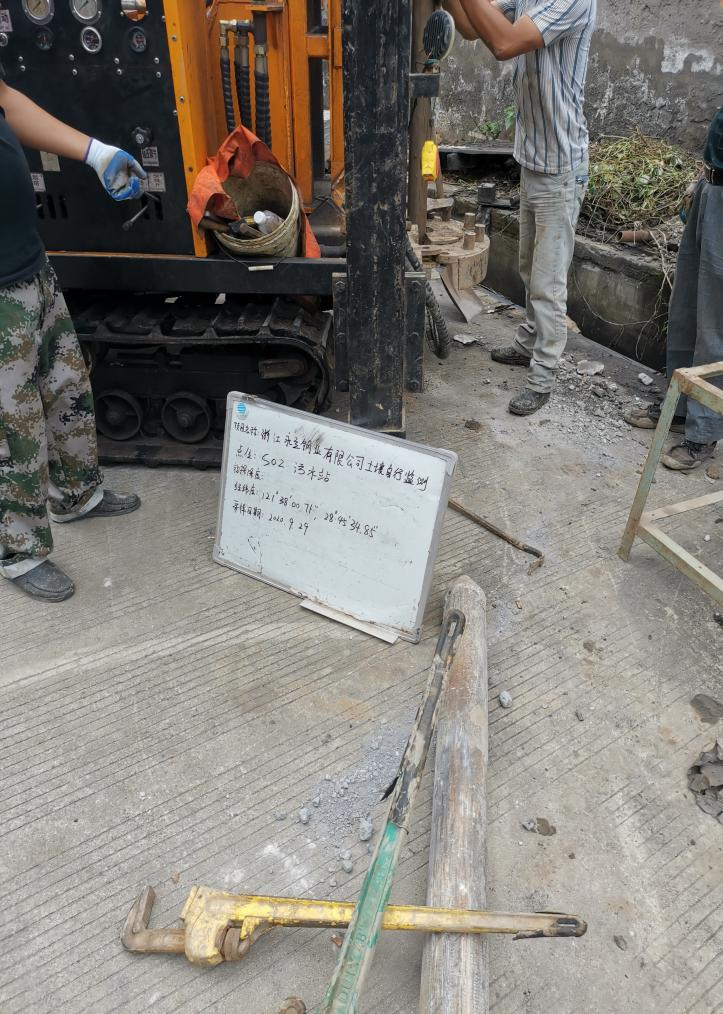 项目名称: 浙江永立钢业有限公司土壤自行监测
点位: S02 污水站
钻探深度:
经纬度: 121°38′00.71″, 28°45′34.85″
采样日期: 2020.9.29